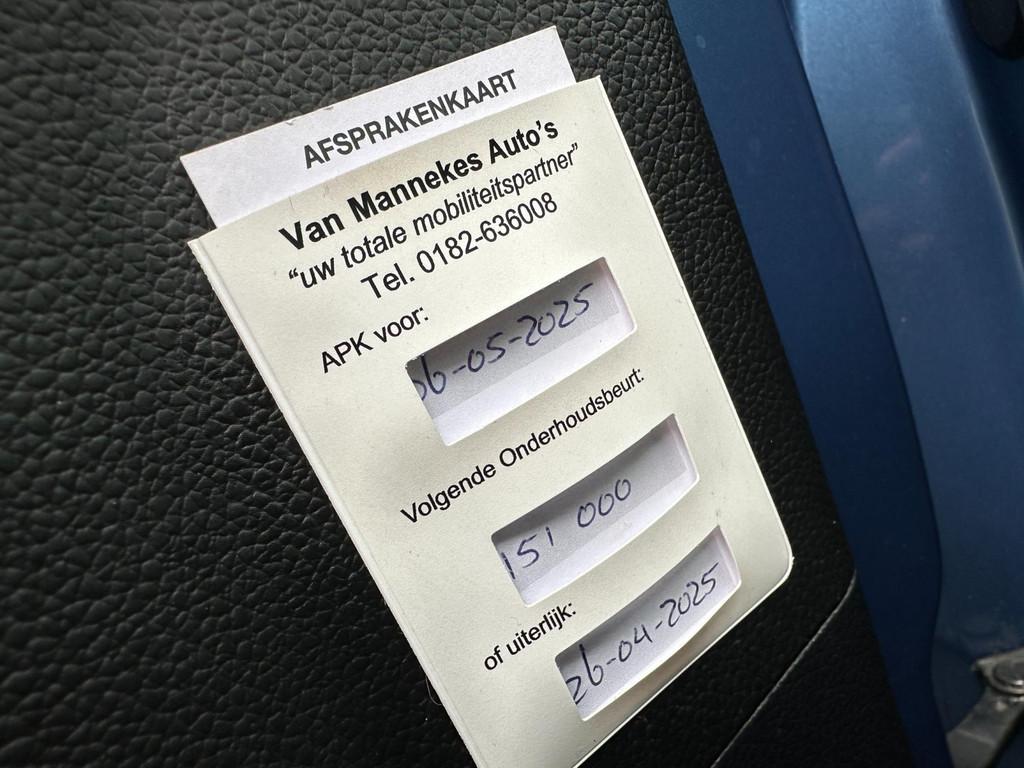 AFSPRAKENKAART
Van Mannekes Auto's
“uw totale mobiliteitspartner”
Tel. 0182-636008
APK voor:
06-05-2025
Volgende Onderhoudsbeurt:
151 000
of uiterlijk:
26-04-2025